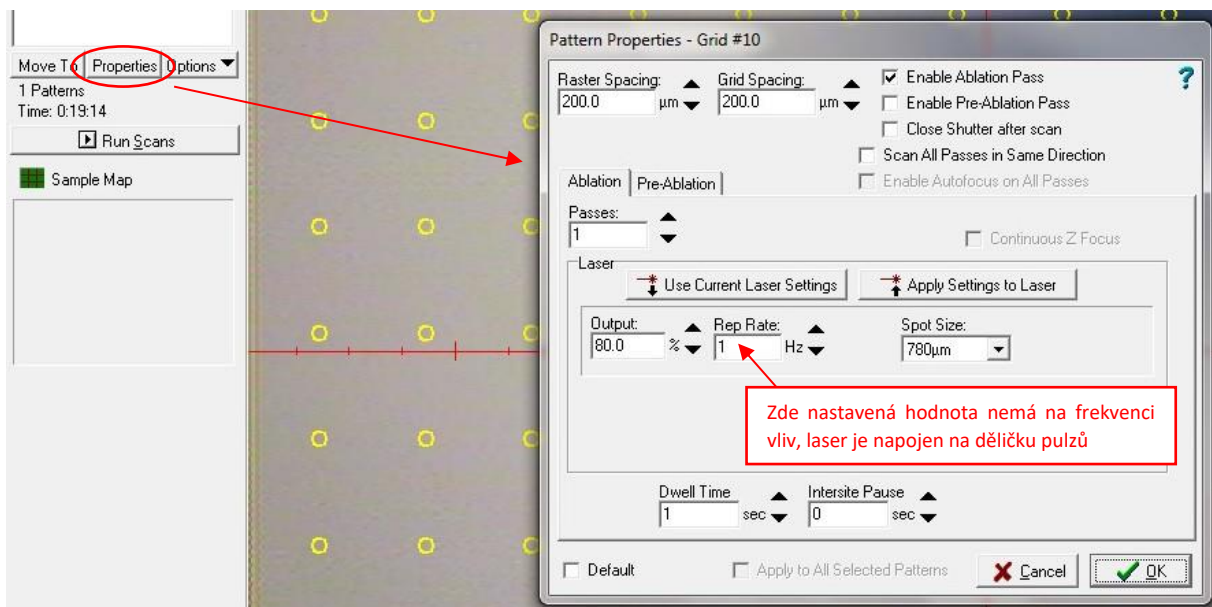 Move To Properties Options
1 Patterns
Time: 0:19:14
Run Scans
Sample Map
Pattern Properties - Grid #10
Raster Spacing: Grid Spacing:
200.0 µm 200.0 µm
Enable Ablation Pass
Enable Pre-Ablation Pass
Close Shutter after scan
Scan All Passes in Same Direction
Enable Autofocus on All Passes
?
Ablation Pre-Ablation
Passes:
1
Continuous Z Focus
Laser
Use Current Laser Settings Apply Settings to Laser
Output: Rep Rate: Spot Size:
80.0 % 1 Hz 780µm
Zde nastavená hodnota nemá na frekvenci
vliv, laser je napojen na děličku pulzů
Dwell Time Intersite Pause
1 sec 0 sec
Default Apply to All Selected Patterns Cancel OK